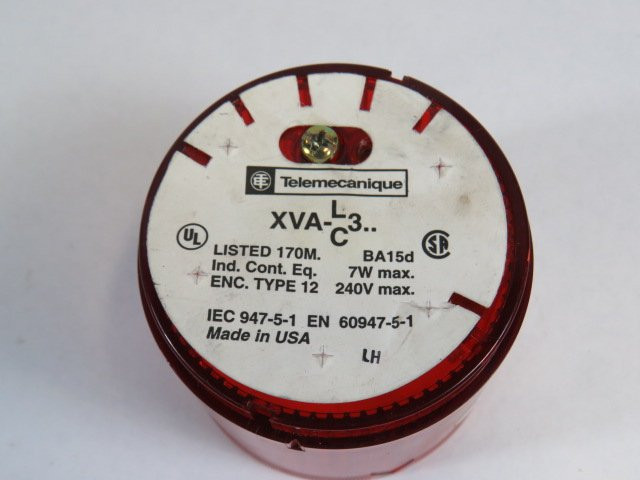 Telemecanique
XVA-L/C3..
UL
LISTED 170M. BA15d
Ind. Cont. Eq. 7W max.
ENC. TYPE 12 240V max.
IEC 947-5-1 EN 60947-5-1
Made in USA
LH